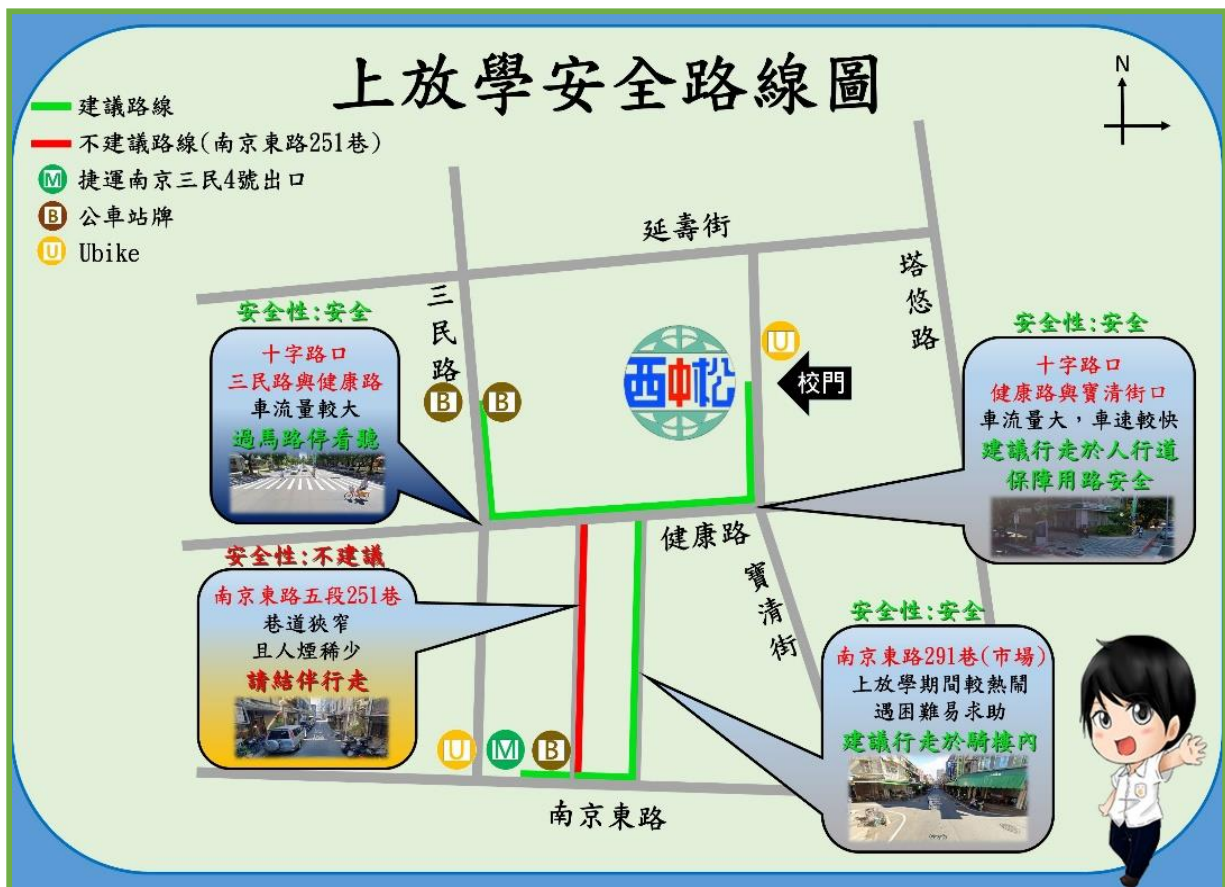 上放學安全路線圖
N
建議路線
不建議路線(南京東路251巷)
M
捷運南京三民4號出口
B
公車站牌
U
Ubike
延壽街
三民路
塔悠路
安全性:安全
十字路口
三民路與健康路
車流量較大
過馬路停看聽
B
B
西中松
U
校門
安全性:安全
十字路口
健康路與寶清街口
車流量大,車速較快
建議行走於人行道
保障用路安全
健康路
寶清街
安全性:不建議
南京東路五段251巷
巷道狹窄
且人煙稀少
請結伴行走
安全性:安全
南京東路291巷(市場)
上放學期間較熱鬧
遇困難易求助
建議行走於騎樓內
U
M
B
南京東路